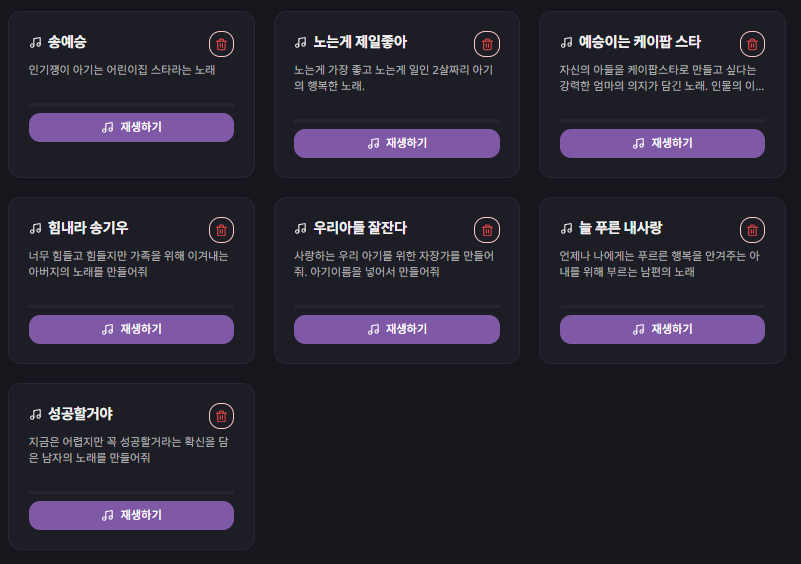 송예승
인기쟁이 아기는 어린이집 스타라는 노래
재생하기
노는게 제일좋아
노는게 가장 좋고 노는게 일인 2살짜리 아기
의 행복한 노래.
재생하기
예승이는 케이팝 스타
자신의 아들을 케이팝스타로 만들고 싶다는
강력한 엄마의 의지가 담긴 노래. 인물의 이...
재생하기
힘내라 송기우
너무 힘들고 힘들지만 가족을 위해 이겨내는
아버지의 노래를 만들어줘
재생하기
우리아들 잘잔다
사랑하는 우리 아기를 위한 자장가를 만들어
줘. 아기이름을 넣어서 만들어줘
재생하기
늘 푸른 내사랑
언제나 나에게는 푸르른 행복을 안겨주는 아
내를 위해 부르는 남편의 노래
재생하기
성공할거야
지금은 어렵지만 꼭 성공할거라는 확신을 담
은 남자의 노래를 만들어줘
재생하기